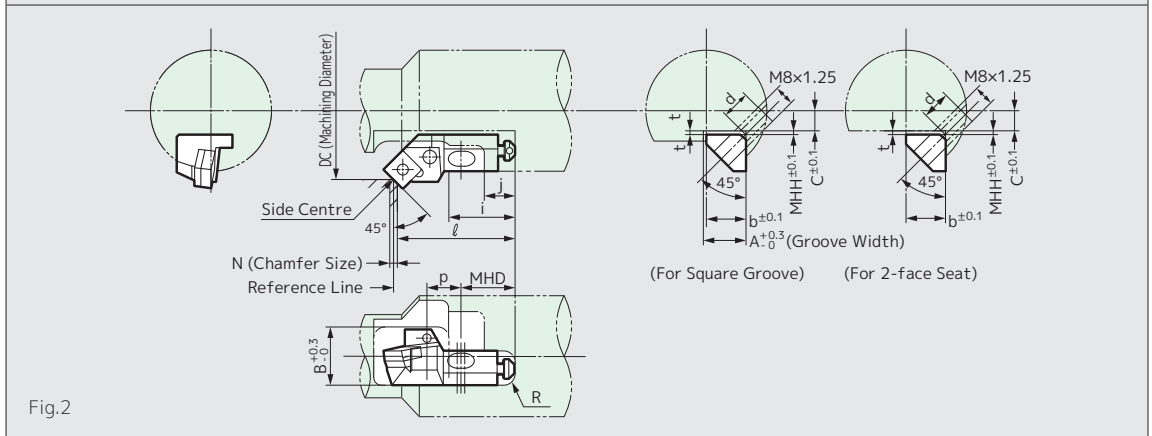 DC (Machining Diameter)
Side Centre
45°
j
i
ℓ
N (Chamfer Size)
Reference Line
p
MHD
B+0.3 -0
R
t
t
d
M8×1.25
45°
MHH±0.1
C±0.1
b±0.1
A+0.3 -0 (Groove Width)
(For Square Groove)
t
d
M8×1.25
45°
MHH±0.1
C±0.1
b±0.1
(For 2-face Seat)
Fig.2